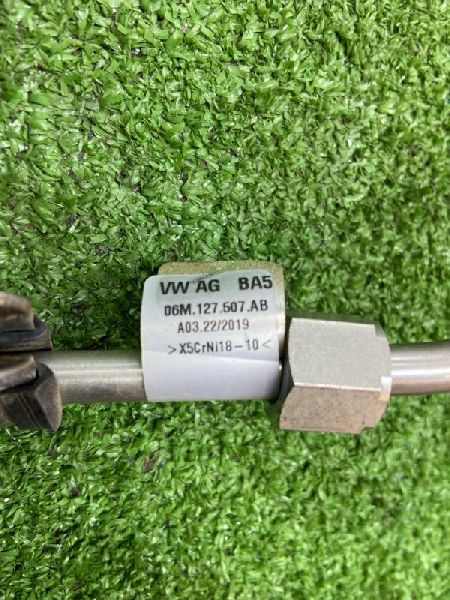 VW AG BA5
06M.127.507.AB
A03.22/2019
>X5CrNi18-10<